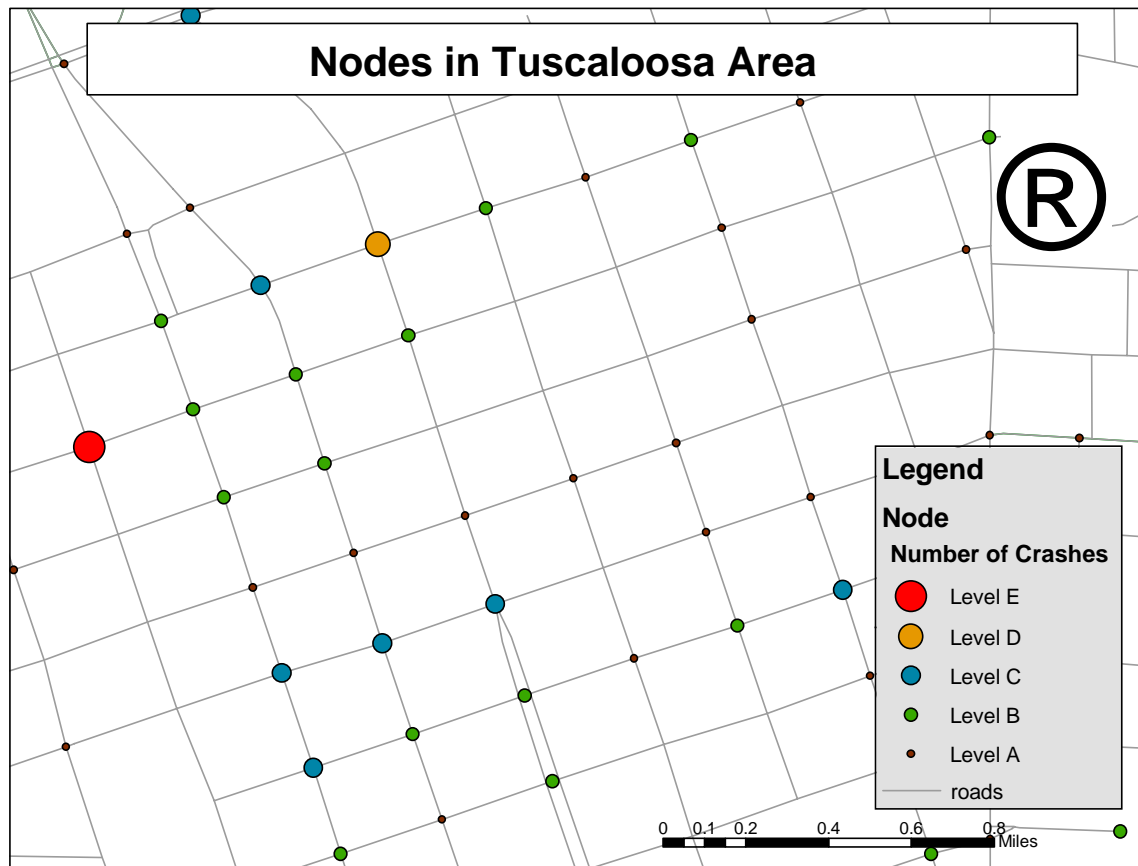 Nodes in Tuscaloosa Area
®
Legend
Node
Number of Crashes
Level E
Level D
Level C
Level B
Level A
roads
0 0.1 0.2 0.4 0.6 0.8
Miles